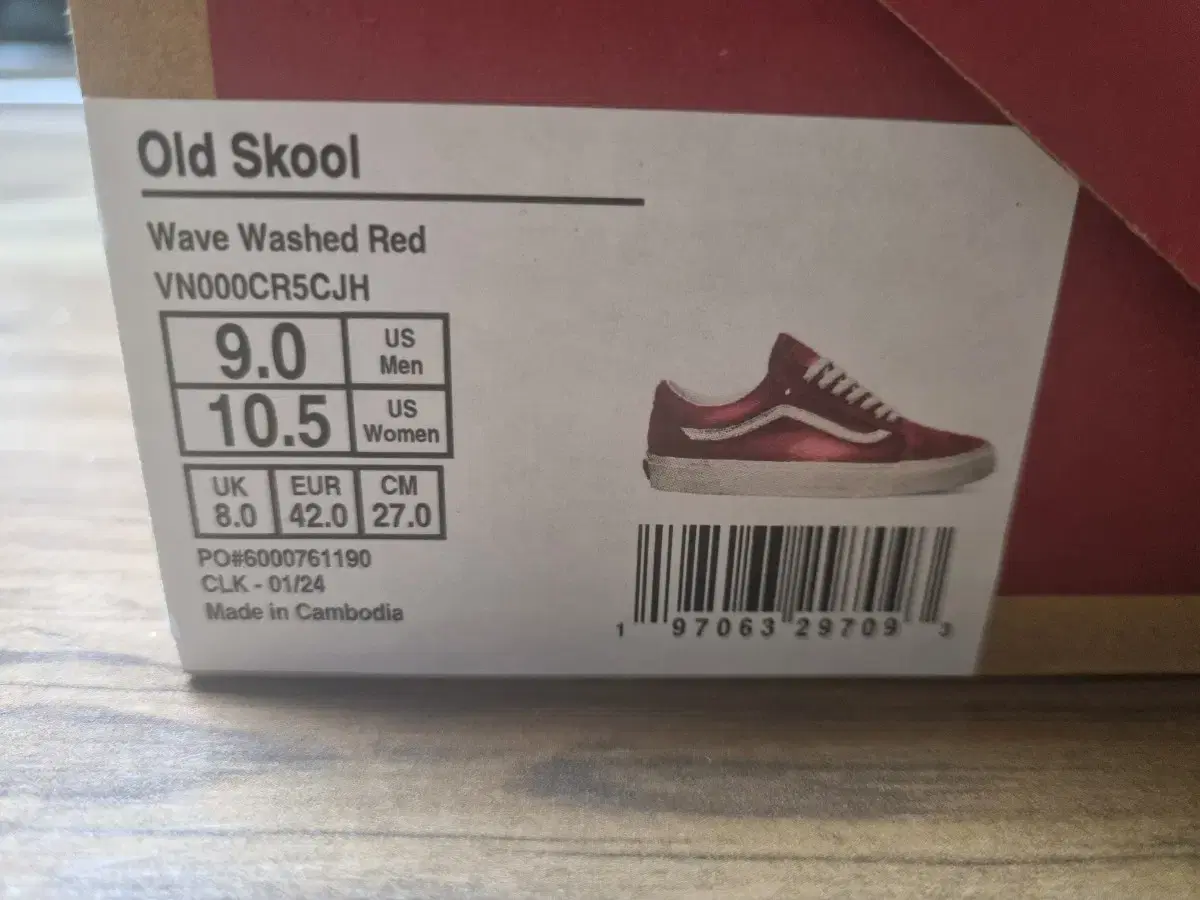 Old Skool
Wave Washed Red
VN000CR5CJH
9.0 US Men
10.5 US Women
UK EUR CM
8.0 42.0 27.0
PO#6000761190
CLK - 01/24
Made in Cambodia
1 97063 29709 3